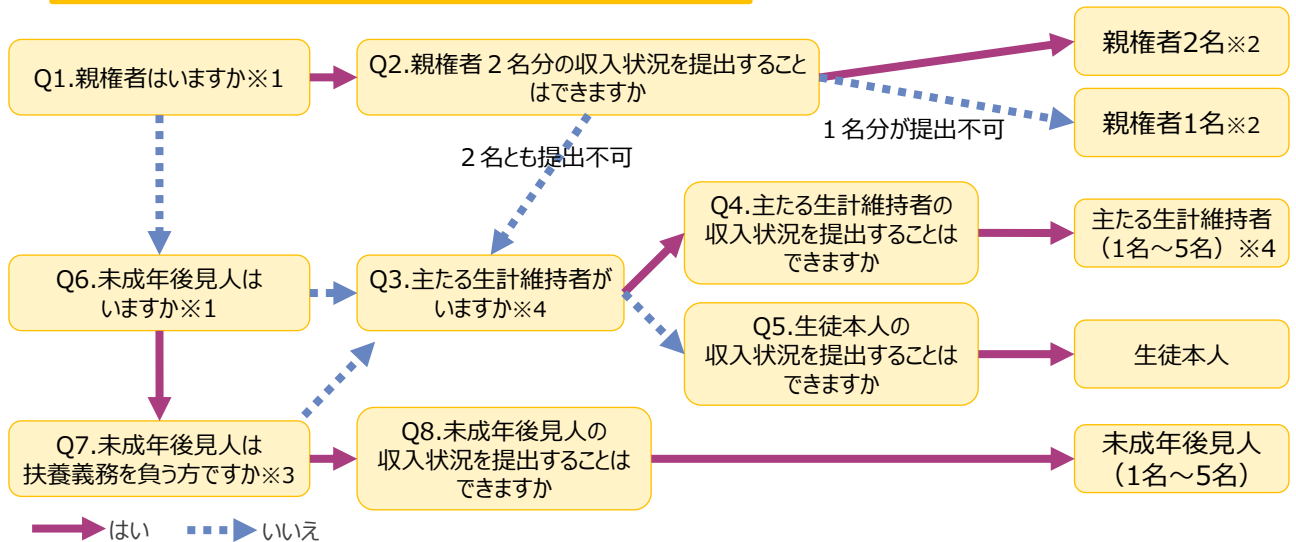 Q1.親権者はいますか※1
Q2.親権者２名分の収入状況を提出すること
はできますか
親権者2名※2
親権者1名※2
１名分が提出不可
２名とも提出不可
Q4.主たる生計維持者の
収入状況を提出することは
できますか
主たる生計維持者
（1名～5名）※4
Q6.未成年後見人は
いますか※1
Q3.主たる生計維持者が
いますか※4
Q5.生徒本人の
収入状況を提出することは
できますか
生徒本人
Q7.未成年後見人は
扶養義務を負う方ですか※3
Q8.未成年後見人の
収入状況を提出することは
できますか
未成年後見人
（1名～5名）
はい
いいえ